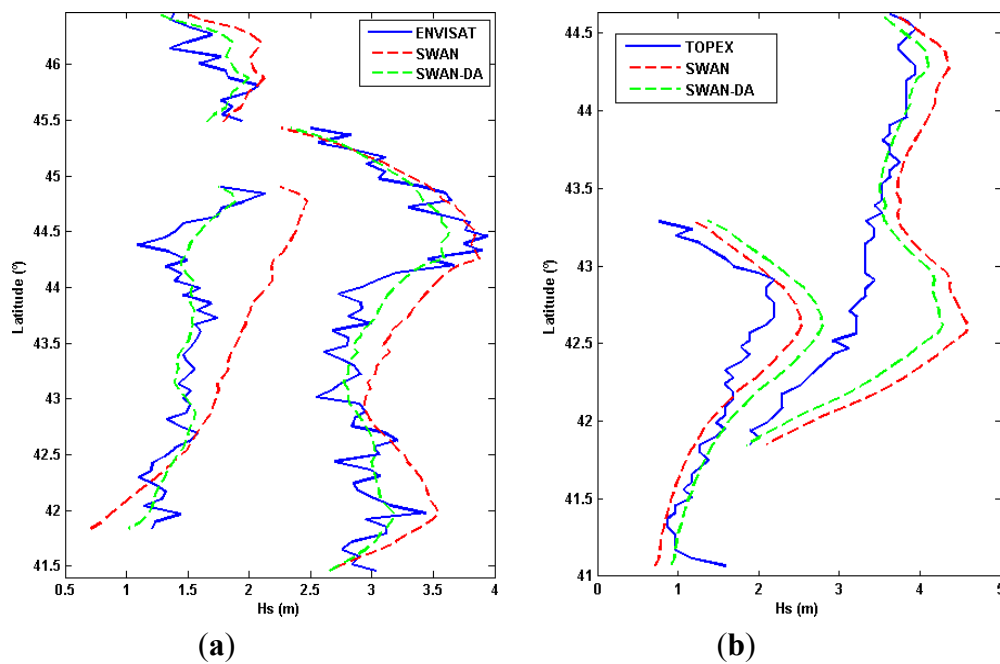 ENVISAT
SWAN
SWAN-DA
46
45.5
45
44.5
44
43.5
43
42.5
42
41.5
Latitude (º)
0.5 1 1.5 2 2.5 3 3.5 4
Hs (m)
(a)
TOPEX
SWAN
SWAN-DA
44.5
44
43.5
43
42.5
42
41.5
41
Latitude (º)
0 1 2 3 4 5
Hs (m)
(b)